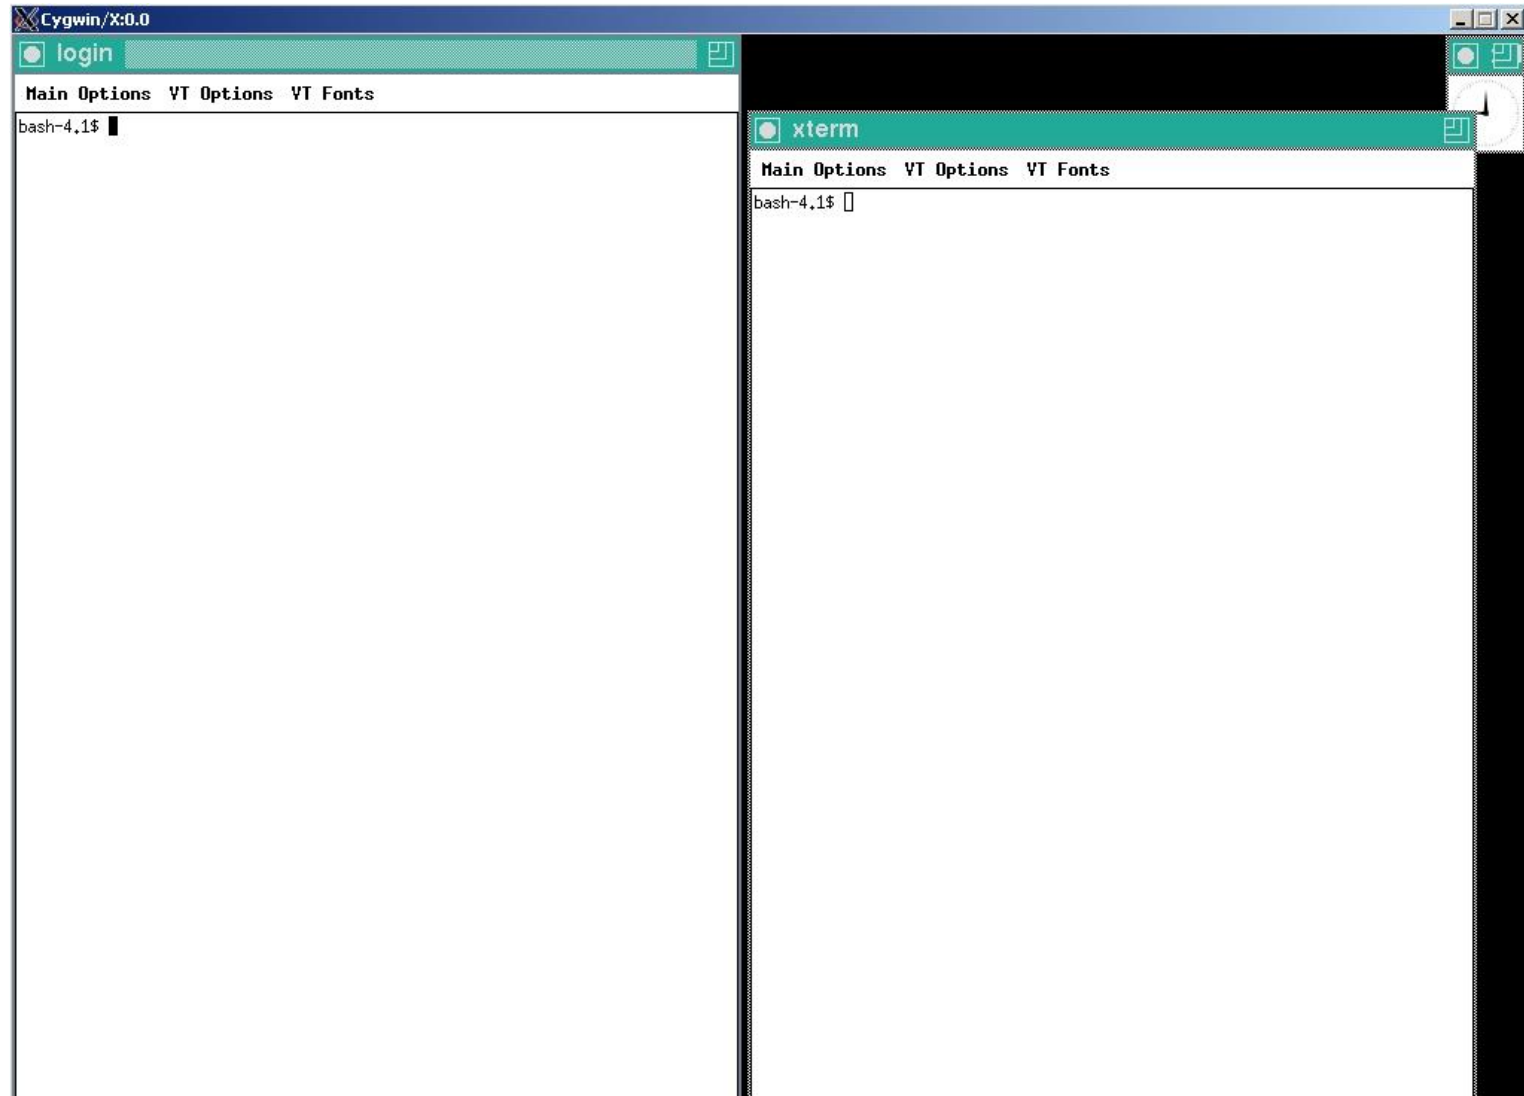 Cygwin/X:0.0
login
Main Options VT Options VT Fonts
bash-4.1$
xterm
Main Options VT Options VT Fonts
bash-4.1$